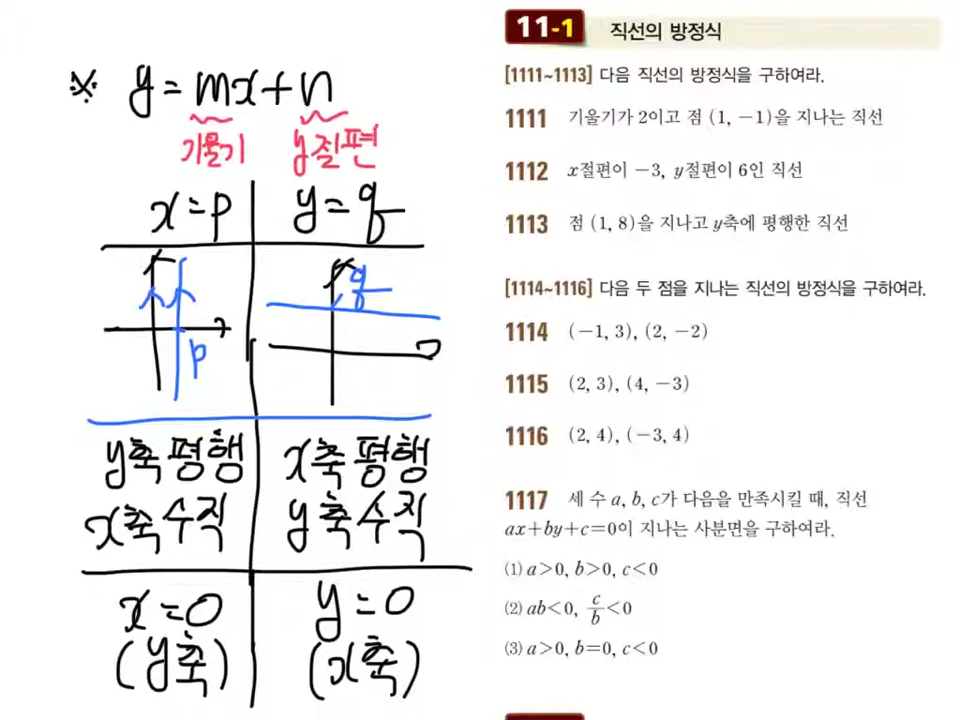 ※ y=mx+n
기울기 y절편
x=p y=q
p
q
y축평행 x축평행
x축수직 y축수직
x=0 y=0
(y축) (x축)
11-1 직선의 방정식
[1111~1113] 다음 직선의 방정식을 구하여라.
1111 기울기가 2이고 점 (1, −1)을 지나는 직선
1112 x절편이 −3, y절편이 6인 직선
1113 점 (1, 8)을 지나고 y축에 평행한 직선
[1114~1116] 다음 두 점을 지나는 직선의 방정식을 구하여라.
1114 (−1, 3), (2, −2)
1115 (2, 3), (4, −3)
1116 (2, 4), (−3, 4)
1117 세 수 a, b, c가 다음을 만족시킬 때, 직선
ax+by+c=0이 지나는 사분면을 구하여라.
(1) a>0, b>0, c<0
(2) ab<0, c/b<0
(3) a>0, b=0, c<0